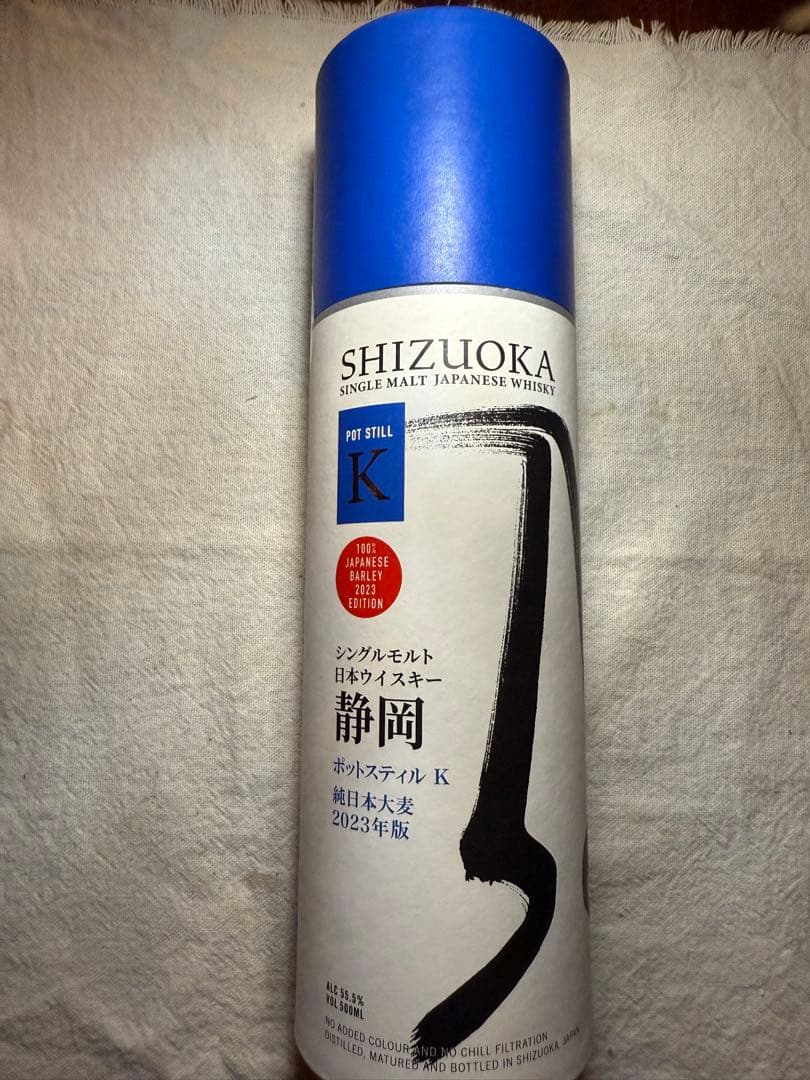 SHIZUOKA
SINGLE MALT JAPANESE WHISKY
POT STILL
K
100%
JAPANESE
BARLEY
2023
EDITION
シングルモルト
日本ウイスキー
静岡
ポットスティル K
純日本大麦
2023年版
ALC 55.5%
VOL 500ML
NO ADDED COLOUR AND NO CHILL FILTRATION
DISTILLED, MATURED AND BOTTLED IN SHIZUOKA, JAPAN